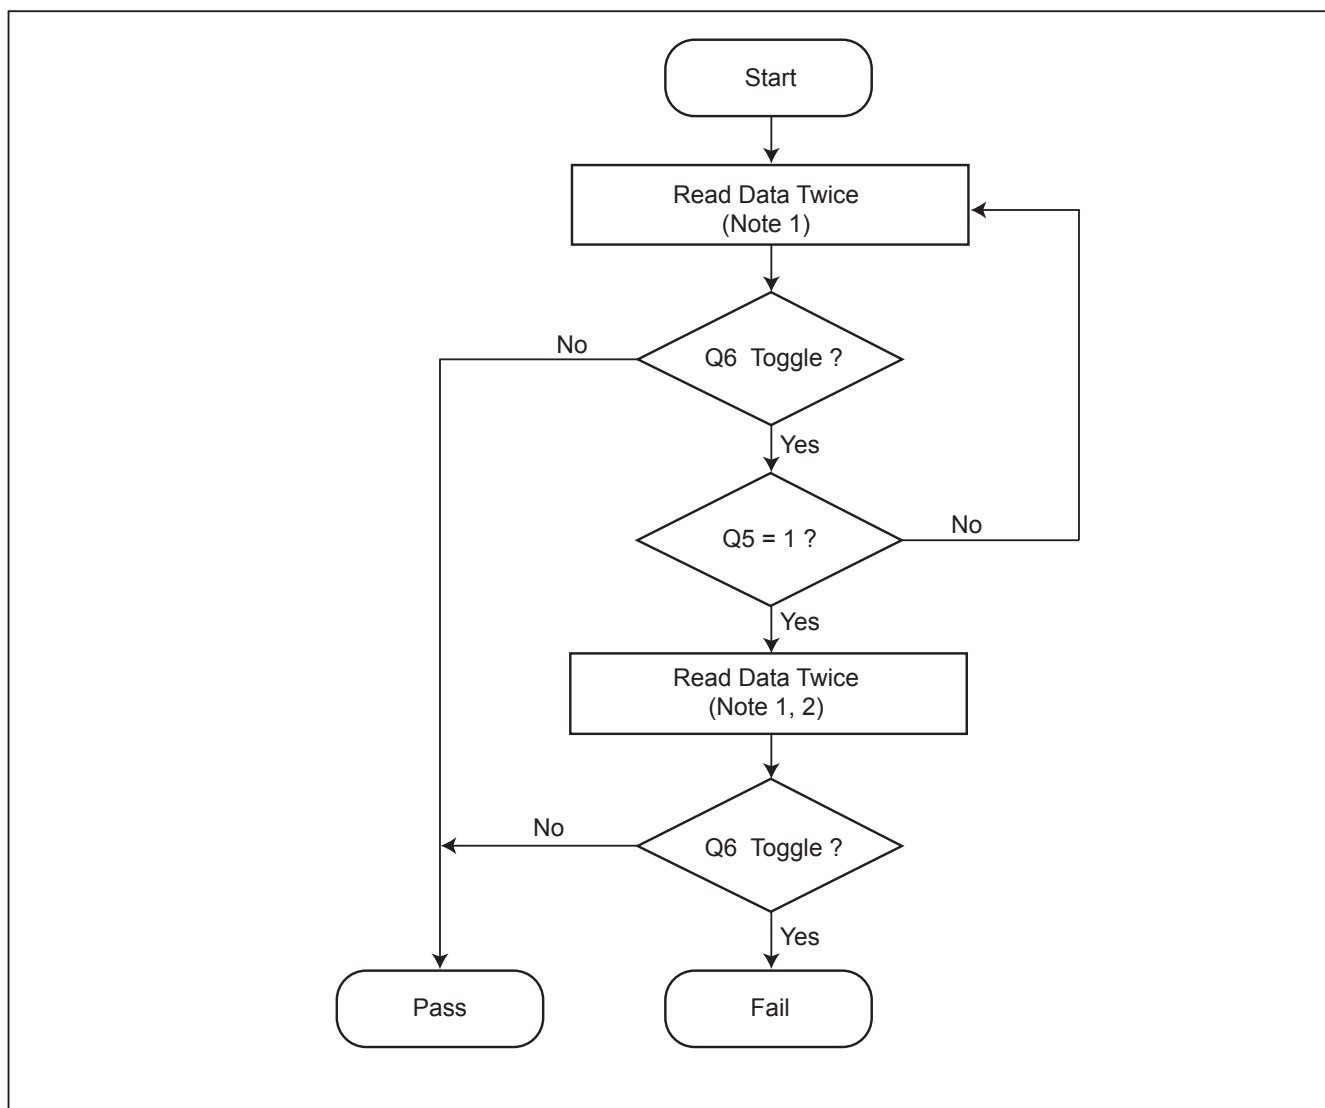 Start
Read Data Twice
(Note 1)
No
Q6 Toggle ?
Yes
Q5 = 1 ?
No
Yes
Read Data Twice
(Note 1, 2)
No
Q6 Toggle ?
Yes
Pass
Fail